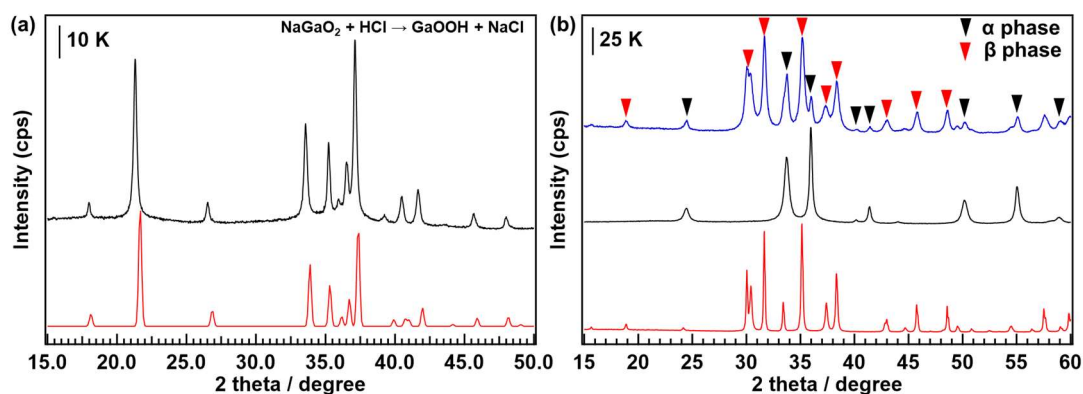 (a)
10 K
NaGaO₂ + HCl → GaOOH + NaCl
Intensity (cps)
15.0 20.0 25.0 30.0 35.0 40.0 45.0 50.0
2 theta / degree
(b)
25 K
α phase
β phase
Intensity (cps)
15 20 25 30 35 40 45 50 55 60
2 theta / degree